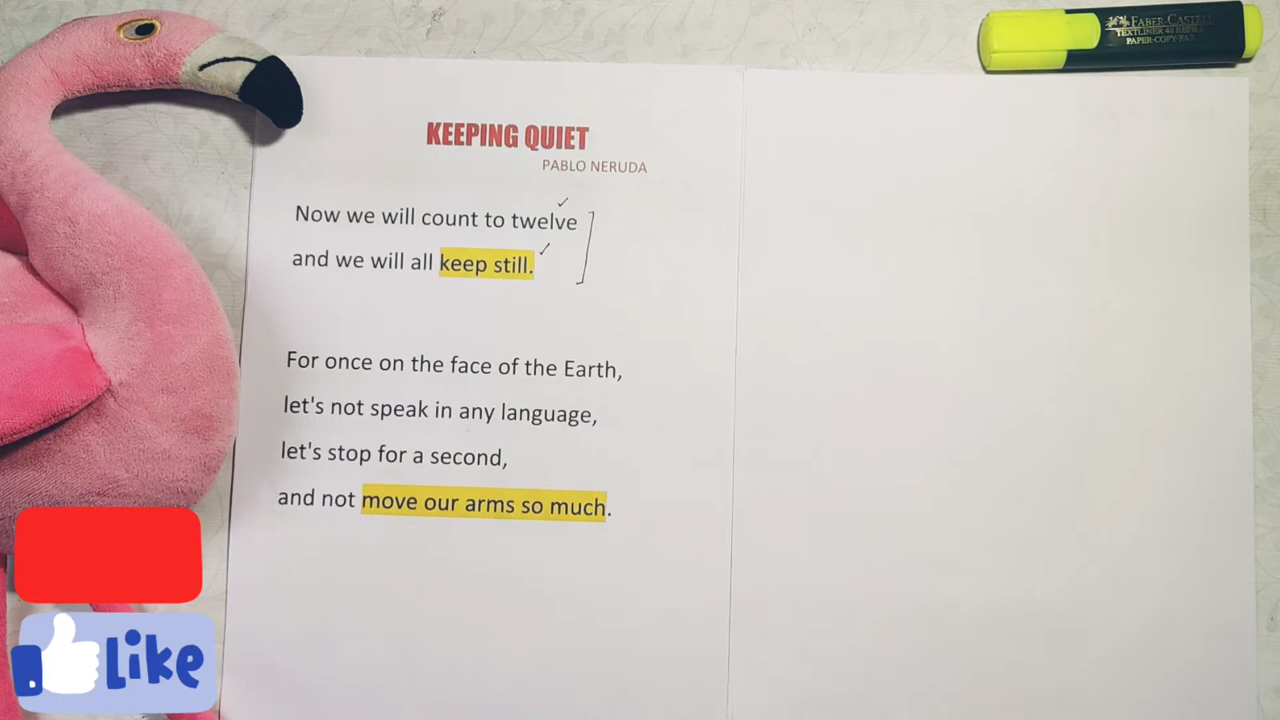 FABER-CASTELL
TEXTLINER 48 REFILL
PAPER-COPY-FAX
KEEPING QUIET
PABLO NERUDA
Now we will count to twelve
and we will all keep still.
For once on the face of the Earth,
let's not speak in any language,
let's stop for a second,
and not move our arms so much.
Like